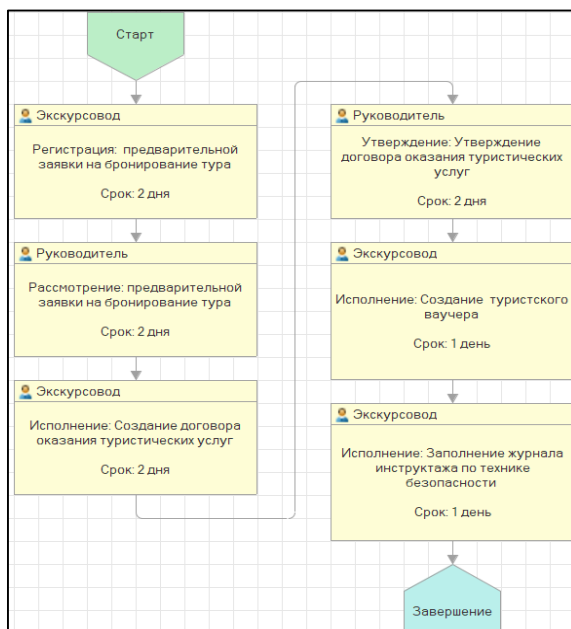 Старт
Экскурсовод
Регистрация: предварительной
заявки на бронирование тура
Срок: 2 дня
Руководитель
Рассмотрение: предварительной
заявки на бронирование тура
Срок: 2 дня
Экскурсовод
Исполнение: Создание договора
оказания туристических услуг
Срок: 2 дня
Руководитель
Утверждение: Утверждение
договора оказания туристических
услуг
Срок: 2 дня
Экскурсовод
Исполнение: Создание туристского
ваучера
Срок: 1 день
Экскурсовод
Исполнение: Заполнение журнала
инструктажа по технике
безопасности
Срок: 1 день
Завершение